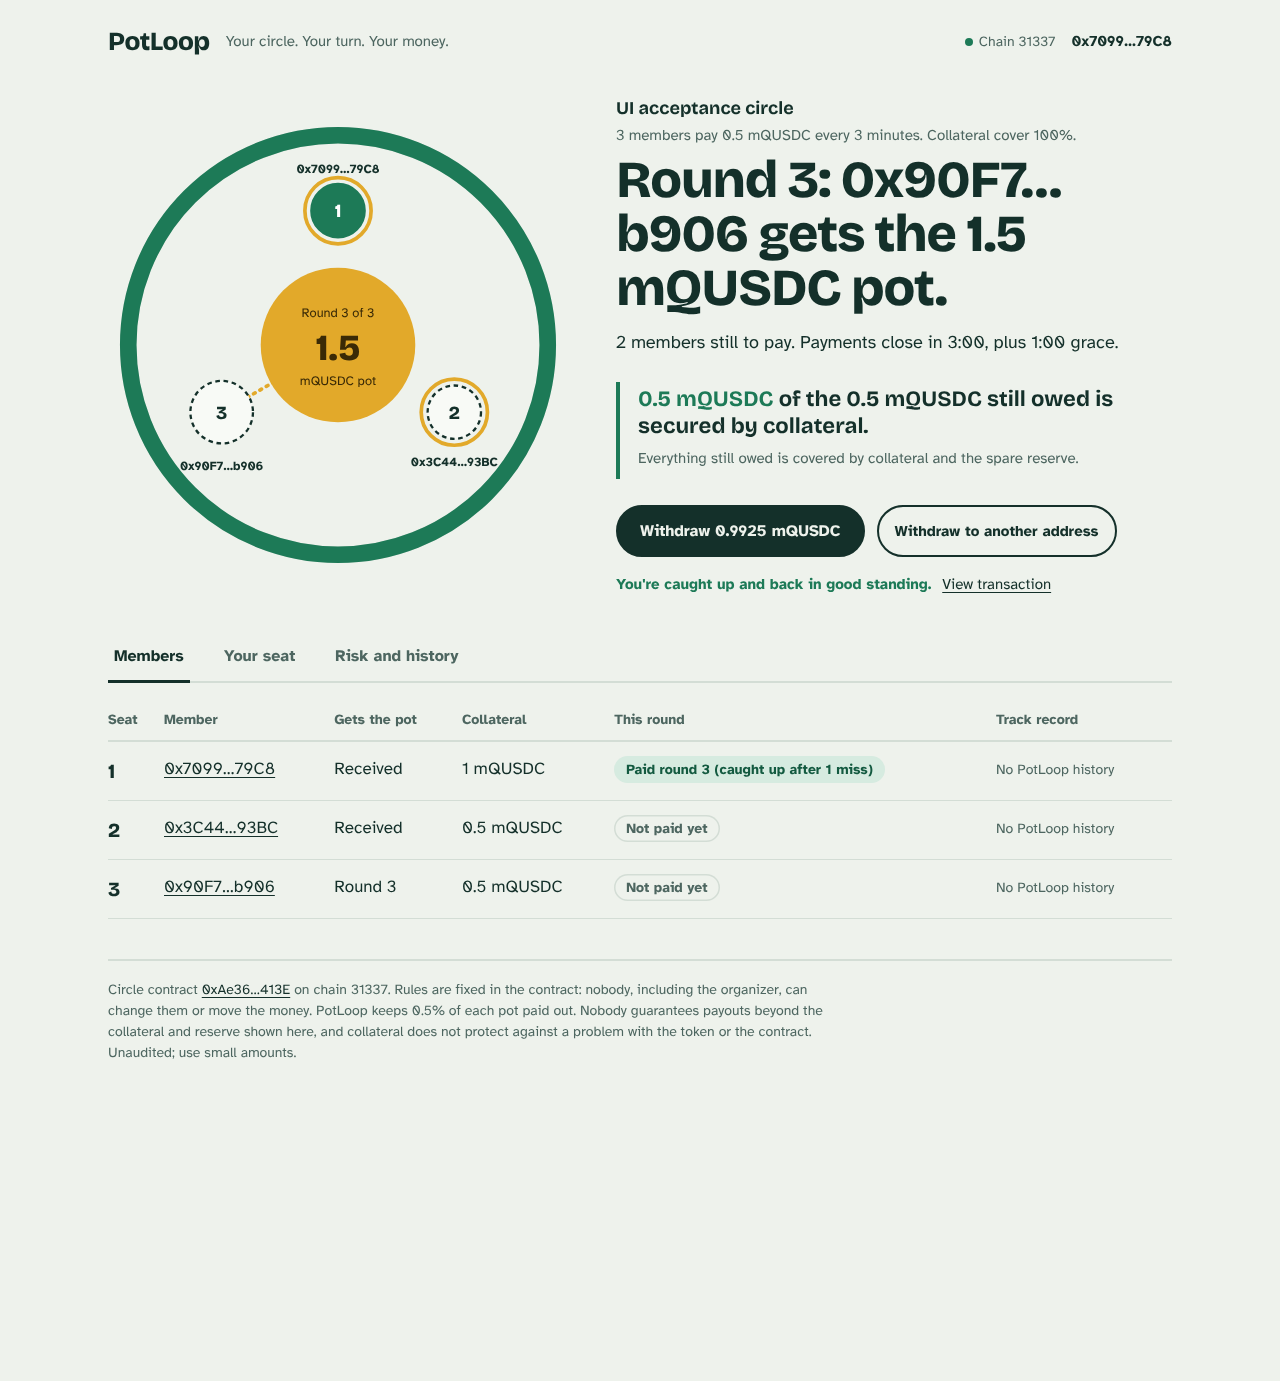 PotLoop Your circle. Your turn. Your money.
Chain 31337 0x7099…79C8
0x7099…79C8
1
Round 3 of 3
1.5
mQUSDC pot
3
2
0x90F7…b906
0x3C44…93BC
UI acceptance circle
3 members pay 0.5 mQUSDC every 3 minutes. Collateral cover 100%.
Round 3: 0x90F7…
b906 gets the 1.5
mQUSDC pot.
2 members still to pay. Payments close in 3:00, plus 1:00 grace.
0.5 mQUSDC of the 0.5 mQUSDC still owed is
secured by collateral.
Everything still owed is covered by collateral and the spare reserve.
Withdraw 0.9925 mQUSDC
Withdraw to another address
You're caught up and back in good standing. View transaction
Members Your seat Risk and history
Seat Member Gets the pot Collateral This round Track record
1 0x7099…79C8 Received 1 mQUSDC Paid round 3 (caught up after 1 miss) No PotLoop history
2 0x3C44…93BC Received 0.5 mQUSDC Not paid yet No PotLoop history
3 0x90F7…b906 Round 3 0.5 mQUSDC Not paid yet No PotLoop history
Circle contract 0xAe36…413E on chain 31337. Rules are fixed in the contract: nobody, including the organizer, can
change them or move the money. PotLoop keeps 0.5% of each pot paid out. Nobody guarantees payouts beyond the
collateral and reserve shown here, and collateral does not protect against a problem with the token or the contract.
Unaudited; use small amounts.